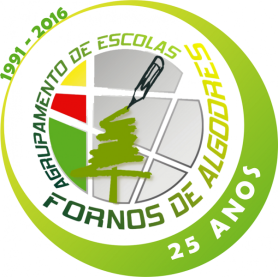 1991 - 2016
AGRUPAMENTO DE ESCOLAS
FORNOS DE ALGODRES
25 ANOS